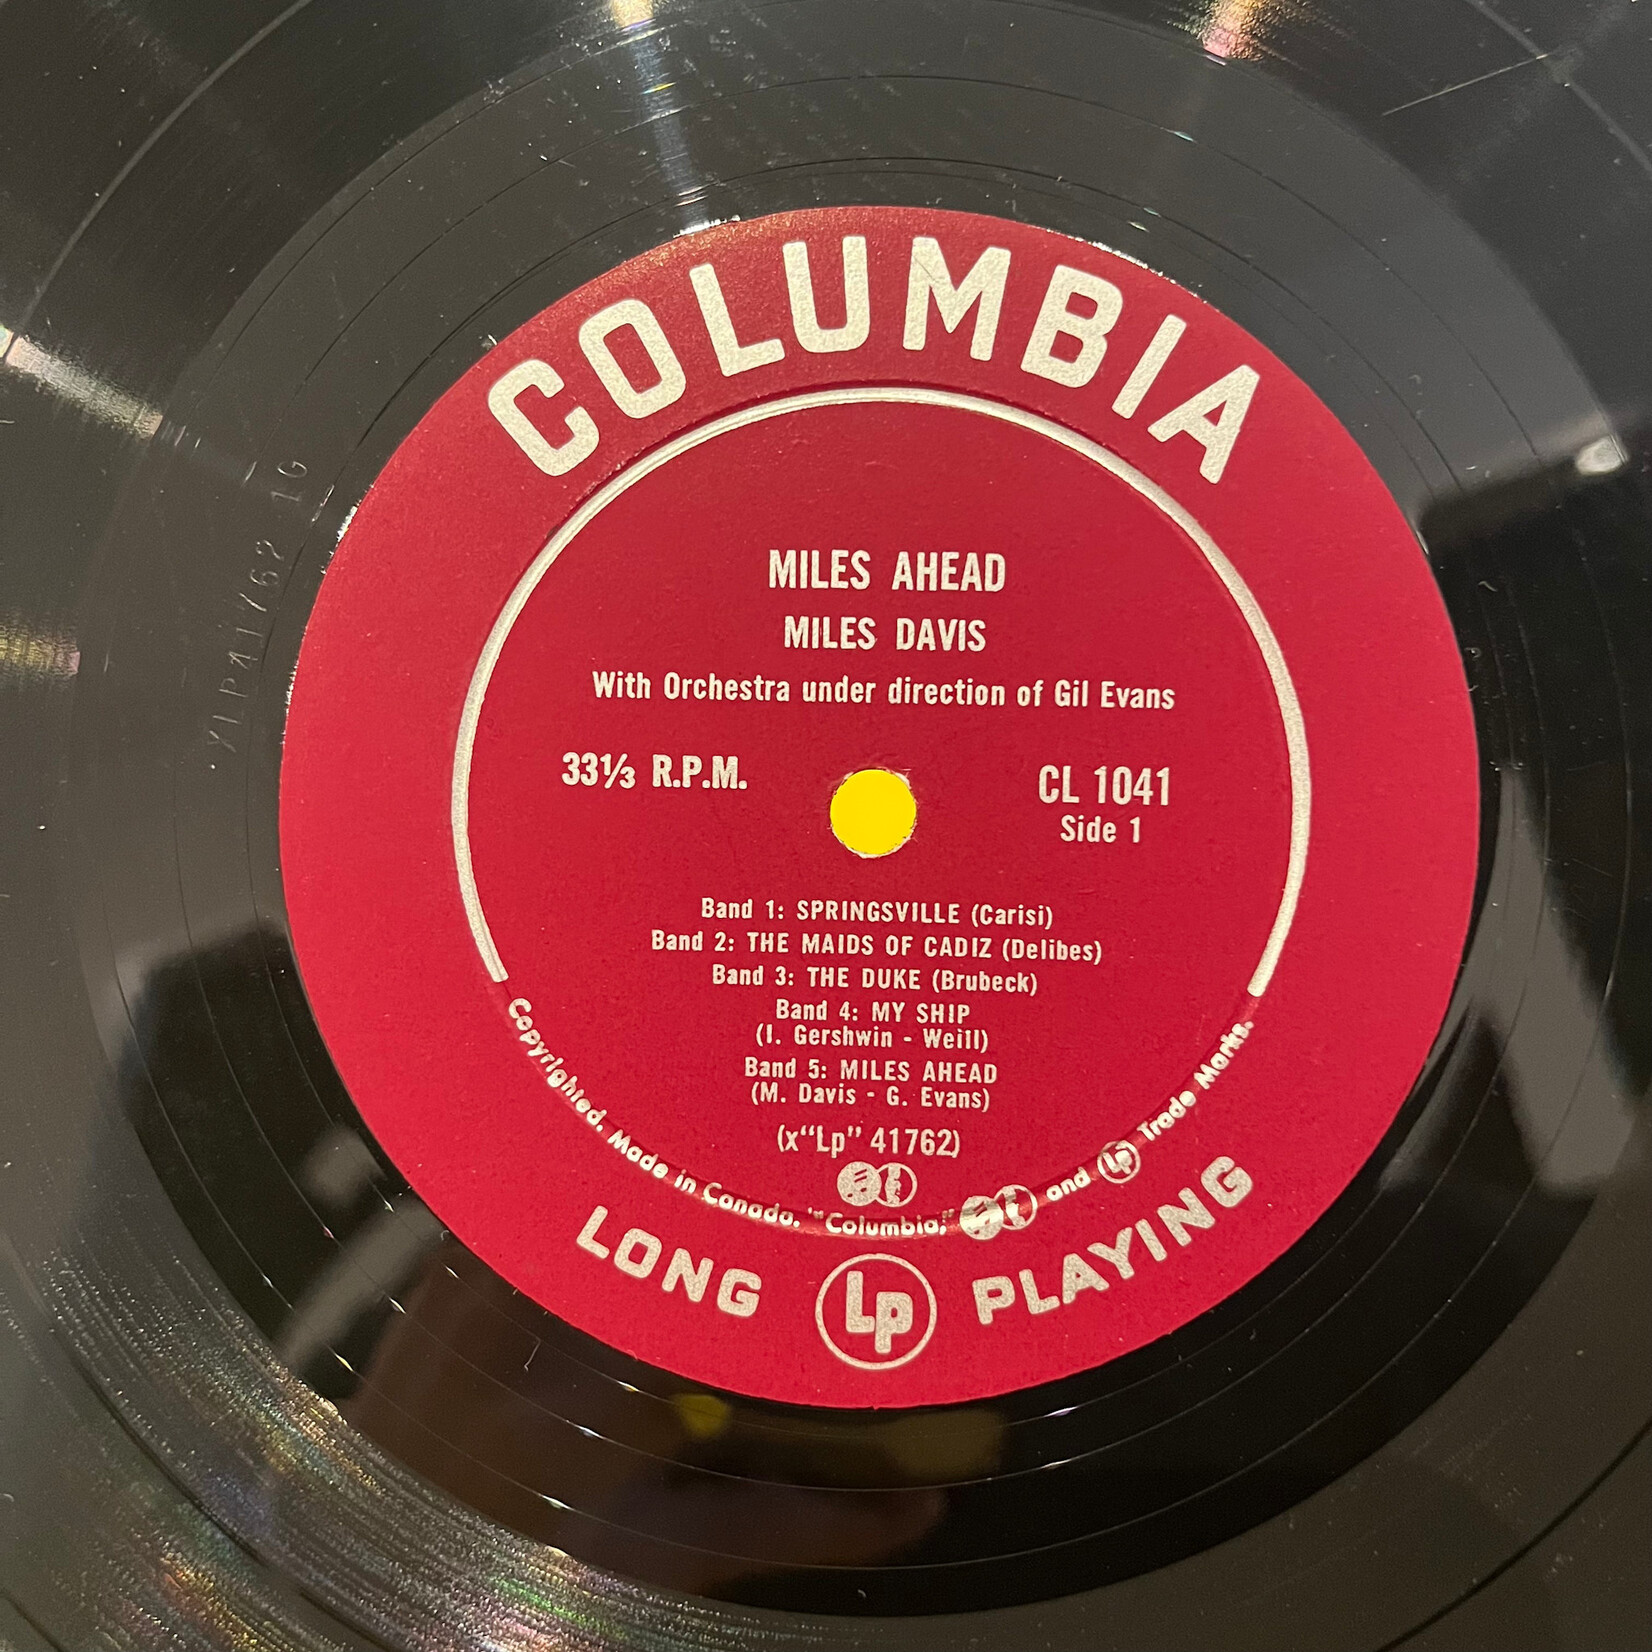 COLUMBIA
MILES AHEAD
MILES DAVIS
With Orchestra under direction of Gil Evans
33⅓ R.P.M.
CL 1041
Side 1
Band 1: SPRINGSVILLE (Carisi)
Band 2: THE MAIDS OF CADIZ (Delibes)
Band 3: THE DUKE (Brubeck)
Band 4: MY SHIP
(I. Gershwin - Weill)
Band 5: MILES AHEAD
(M. Davis - G. Evans)
(x“Lp” 41762)
Copyrighted. Made in Canada. "Columbia," and Lp Trade Marks.
LONG Lp PLAYING
XLP41762 1G